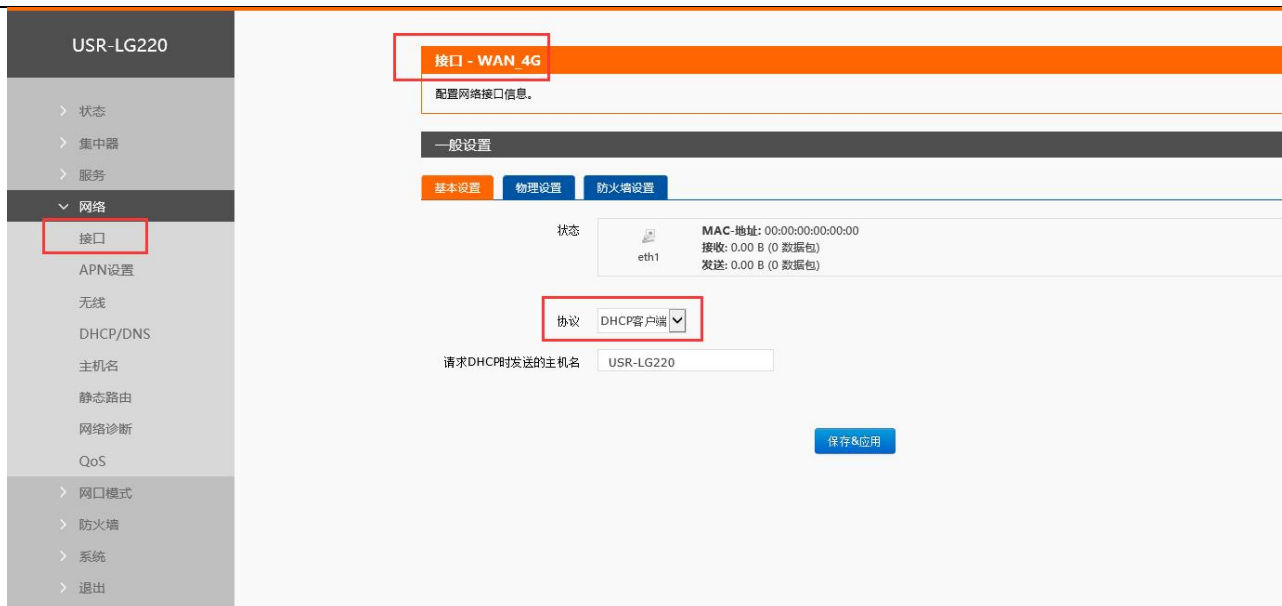 USR-LG220
状态
集中器
服务
网络
接口
APN设置
无线
DHCP/DNS
主机名
静态路由
网络诊断
QoS
网口模式
防火墙
系统
退出
接口 - WAN_4G
配置网络接口信息。
一般设置
基本设置 物理设置 防火墙设置
状态
eth1
MAC-地址: 00:00:00:00:00:00
接收: 0.00 B (0 数据包)
发送: 0.00 B (0 数据包)
协议 DHCP客户端
请求DHCP时发送的主机名 USR-LG220
保存&应用